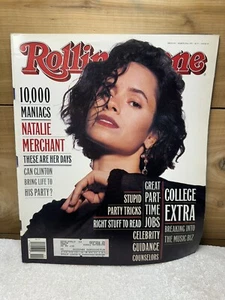 Rolling Stone
10,000
MANIACS
NATALIE
MERCHANT
THESE ARE HER DAYS
CAN CLINTON
BRING LIFE TO
HIS PARTY?
STUPID
PARTY TRICKS
RIGHT STUFF TO READ
GREAT
PART-
TIME
JOBS
CELEBRITY
GUIDANCE
COUNSELORS
COLLEGE
EXTRA
BREAKING INTO
THE MUSIC BIZ